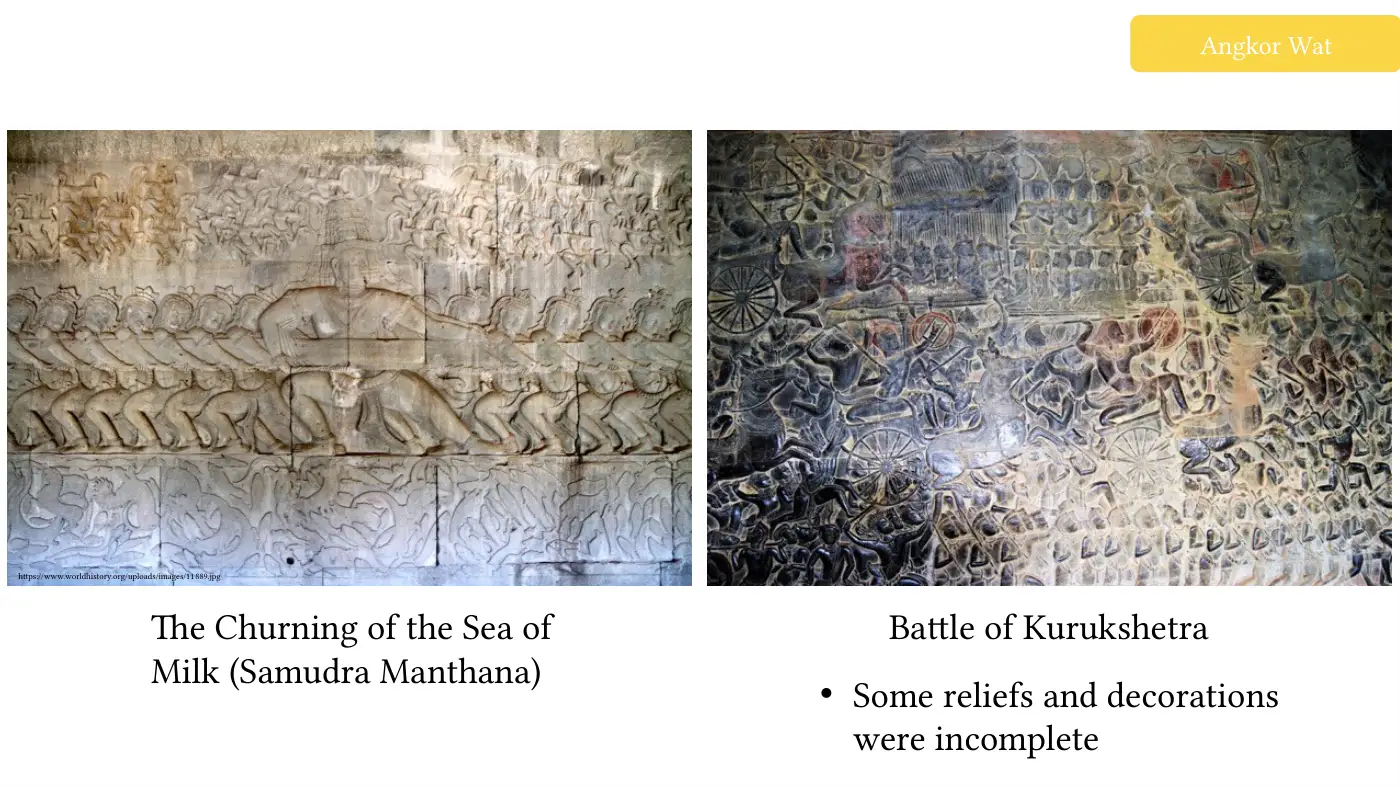 Angkor Wat
https://www.worldhistory.org/uploads/images/11889.jpg
The Churning of the Sea of
Milk (Samudra Manthana)
Battle of Kurukshetra
• Some reliefs and decorations
were incomplete